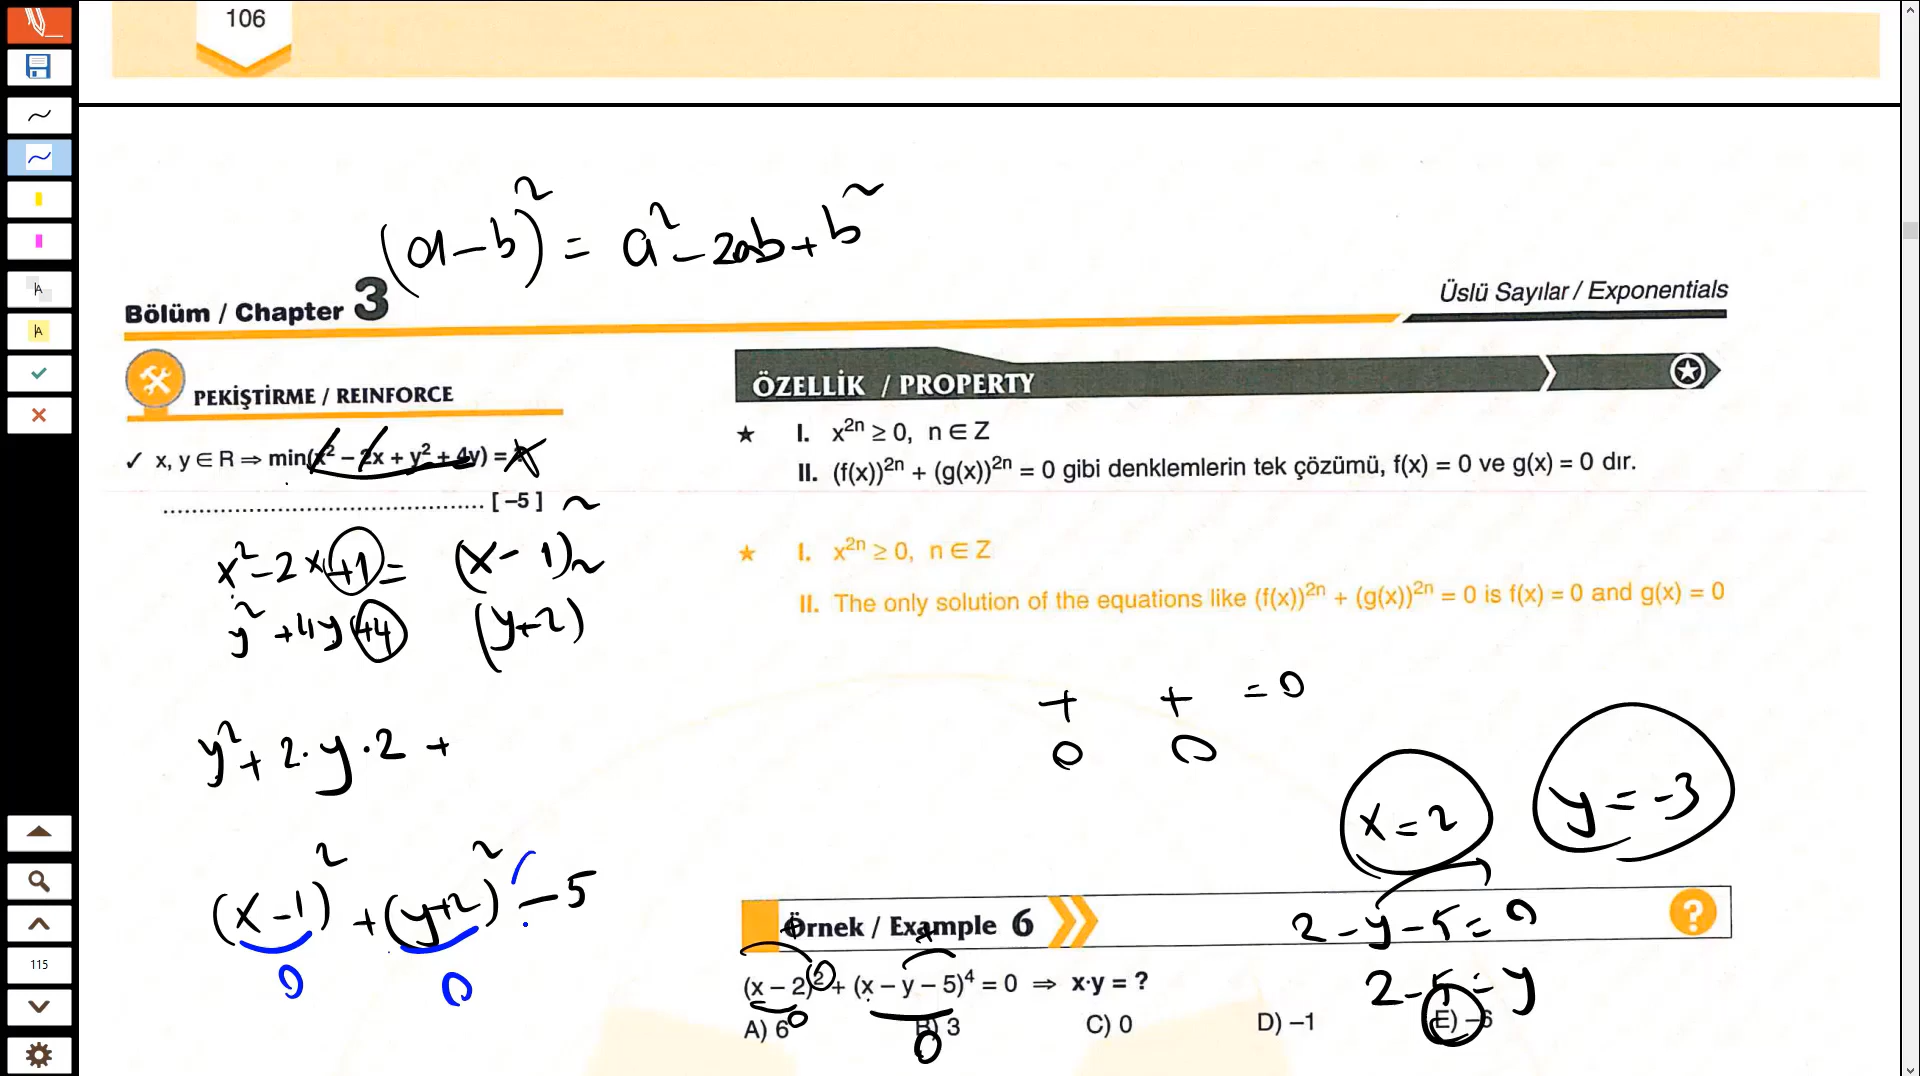 106
(a-b)² = a² - 2ab + b²
Bölüm / Chapter 3
Üslü Sayılar / Exponentials
PEKİŞTİRME / REINFORCE
✓ x, y ∈ R ⇒ min(x² − 2x + y² + 4y) = ?
[ −5 ]
x² - 2x +1 = (x - 1)²
y² + 4y +4 (y+2)²
y² + 2·y·2 +
(x-1)² + (y+2)² - 5
0 0
ÖZELLİK / PROPERTY
★ I. x²ⁿ ≥ 0, n ∈ Z
II. (f(x))²ⁿ + (g(x))²ⁿ = 0 gibi denklemlerin tek çözümü, f(x) = 0 ve g(x) = 0 dır.
★ I. x²ⁿ ≥ 0, n ∈ Z
II. The only solution of the equations like (f(x))²ⁿ + (g(x))²ⁿ = 0 is f(x) = 0 and g(x) = 0
+ + = 0
0 0
x = 2 y = -3
Örnek / Example 6
2 - y - 5 = 0
(x − 2)² + (x − y − 5)⁴ = 0 ⇒ x·y = ?
2 - 5 = y
0 0
A) 6 B) 3 C) 0 D) −1 E) −6
115